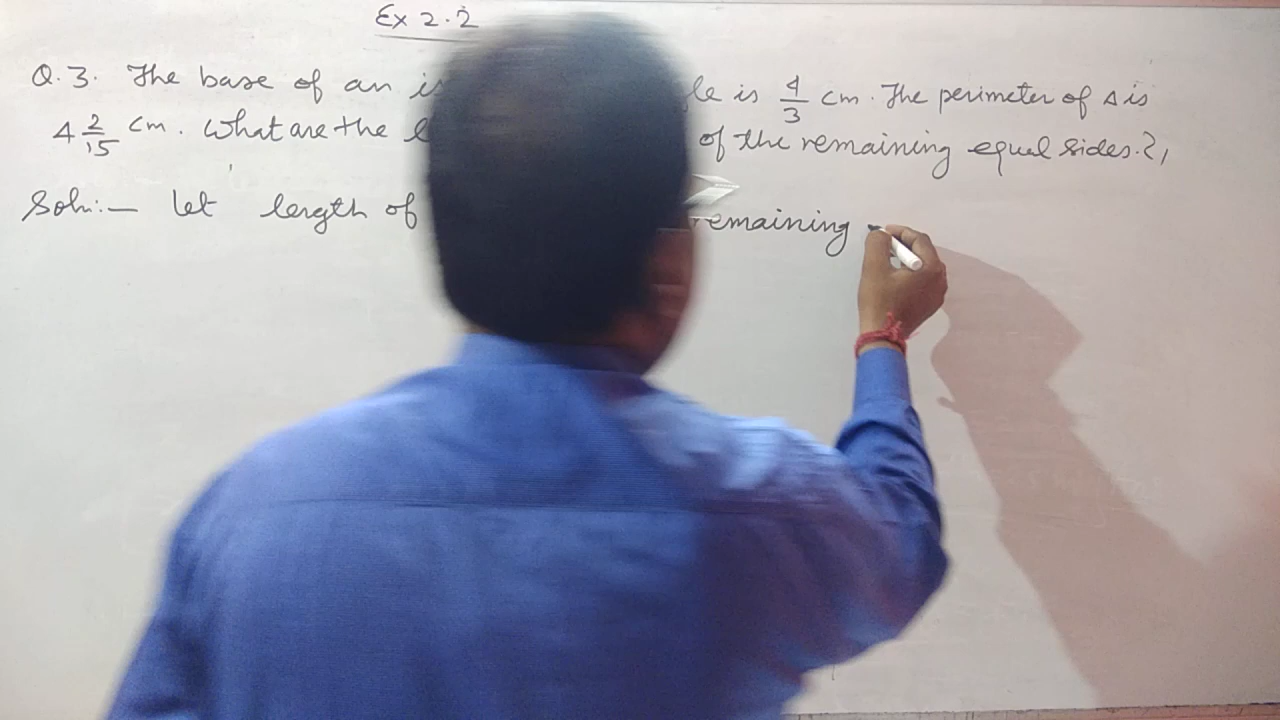 Ex 2.2
Q.3. The base of an is le is 4/3 cm. The perimeter of Δ is
4 2/15 cm. What are the of the remaining equal sides.?
Soln:— Let length of remaining